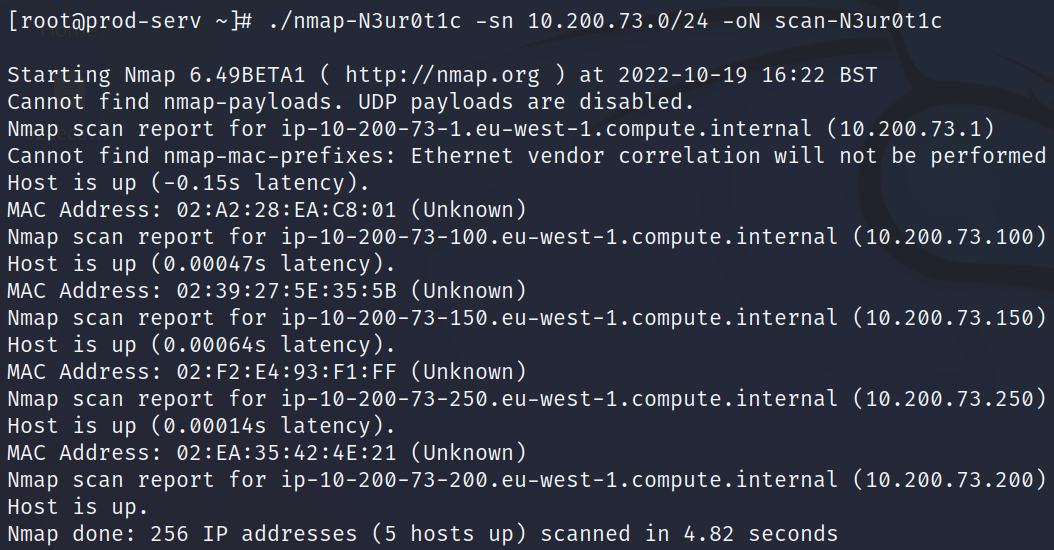 [root@prod-serv ~]# ./nmap-N3ur0t1c -sn 10.200.73.0/24 -oN scan-N3ur0t1c
Starting Nmap 6.49BETA1 ( http://nmap.org ) at 2022-10-19 16:22 BST
Cannot find nmap-payloads. UDP payloads are disabled.
Nmap scan report for ip-10-200-73-1.eu-west-1.compute.internal (10.200.73.1)
Cannot find nmap-mac-prefixes: Ethernet vendor correlation will not be performed
Host is up (-0.15s latency).
MAC Address: 02:A2:28:EA:C8:01 (Unknown)
Nmap scan report for ip-10-200-73-100.eu-west-1.compute.internal (10.200.73.100)
Host is up (0.00047s latency).
MAC Address: 02:39:27:5E:35:5B (Unknown)
Nmap scan report for ip-10-200-73-150.eu-west-1.compute.internal (10.200.73.150)
Host is up (0.00064s latency).
MAC Address: 02:F2:E4:93:F1:FF (Unknown)
Nmap scan report for ip-10-200-73-250.eu-west-1.compute.internal (10.200.73.250)
Host is up (0.00014s latency).
MAC Address: 02:EA:35:42:4E:21 (Unknown)
Nmap scan report for ip-10-200-73-200.eu-west-1.compute.internal (10.200.73.200)
Host is up.
Nmap done: 256 IP addresses (5 hosts up) scanned in 4.82 seconds